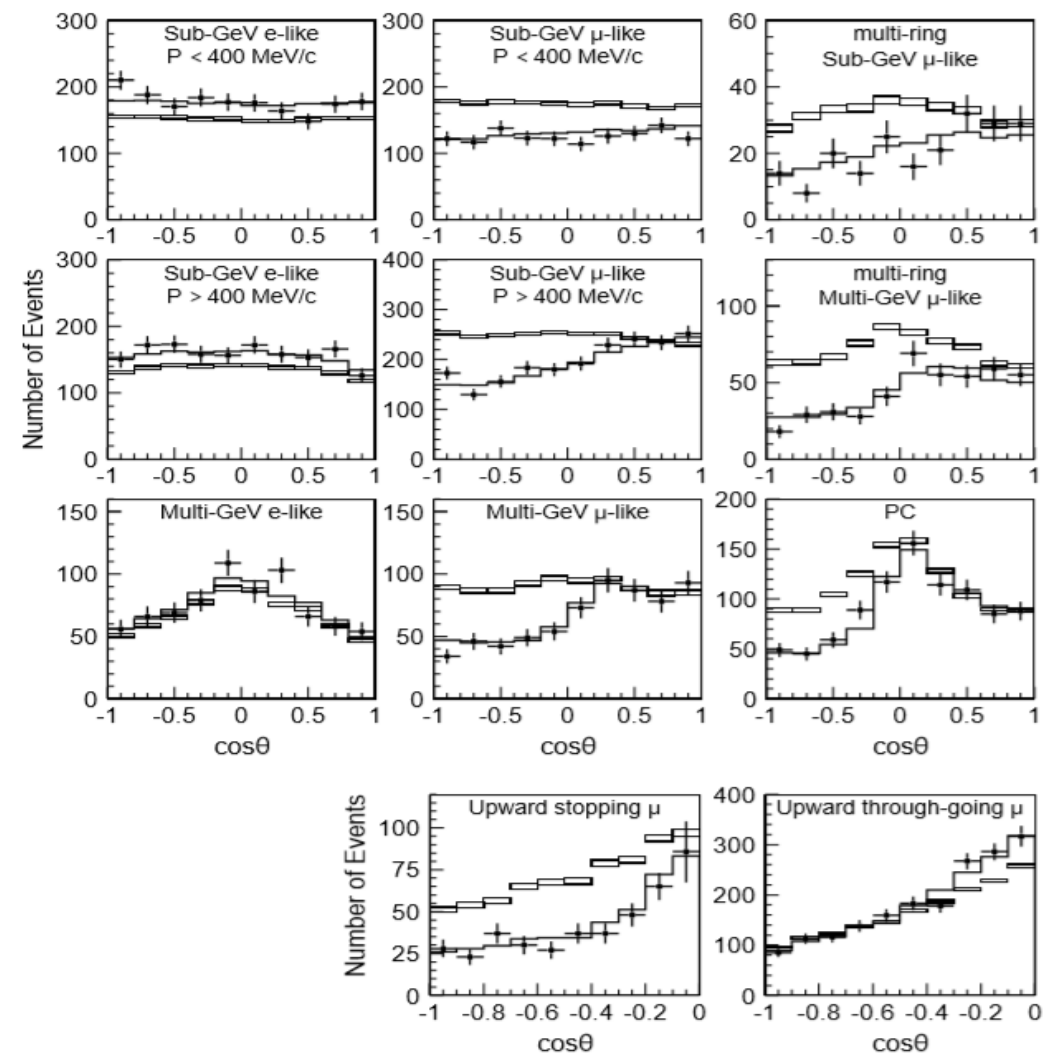 Number of Events
Sub-GeV e-like
P < 400 MeV/c
300
200
100
0
-1 -0.5 0 0.5 1
Sub-GeV μ-like
P < 400 MeV/c
300
200
100
0
-1 -0.5 0 0.5 1
multi-ring
Sub-GeV μ-like
60
40
20
0
-1 -0.5 0 0.5 1
Sub-GeV e-like
P > 400 MeV/c
300
200
100
0
-1 -0.5 0 0.5 1
Sub-GeV μ-like
P > 400 MeV/c
400
300
200
100
0
-1 -0.5 0 0.5 1
multi-ring
Multi-GeV μ-like
100
50
0
-1 -0.5 0 0.5 1
Multi-GeV e-like
150
100
50
0
-1 -0.5 0 0.5 1
cosθ
Multi-GeV μ-like
150
100
50
0
-1 -0.5 0 0.5 1
cosθ
PC
200
150
100
50
0
-1 -0.5 0 0.5 1
cosθ
Number of Events
Upward stopping μ
100
75
50
25
0
-1 -0.8 -0.6 -0.4 -0.2 0
cosθ
Upward through-going μ
400
300
200
100
0
-1 -0.8 -0.6 -0.4 -0.2 0
cosθ